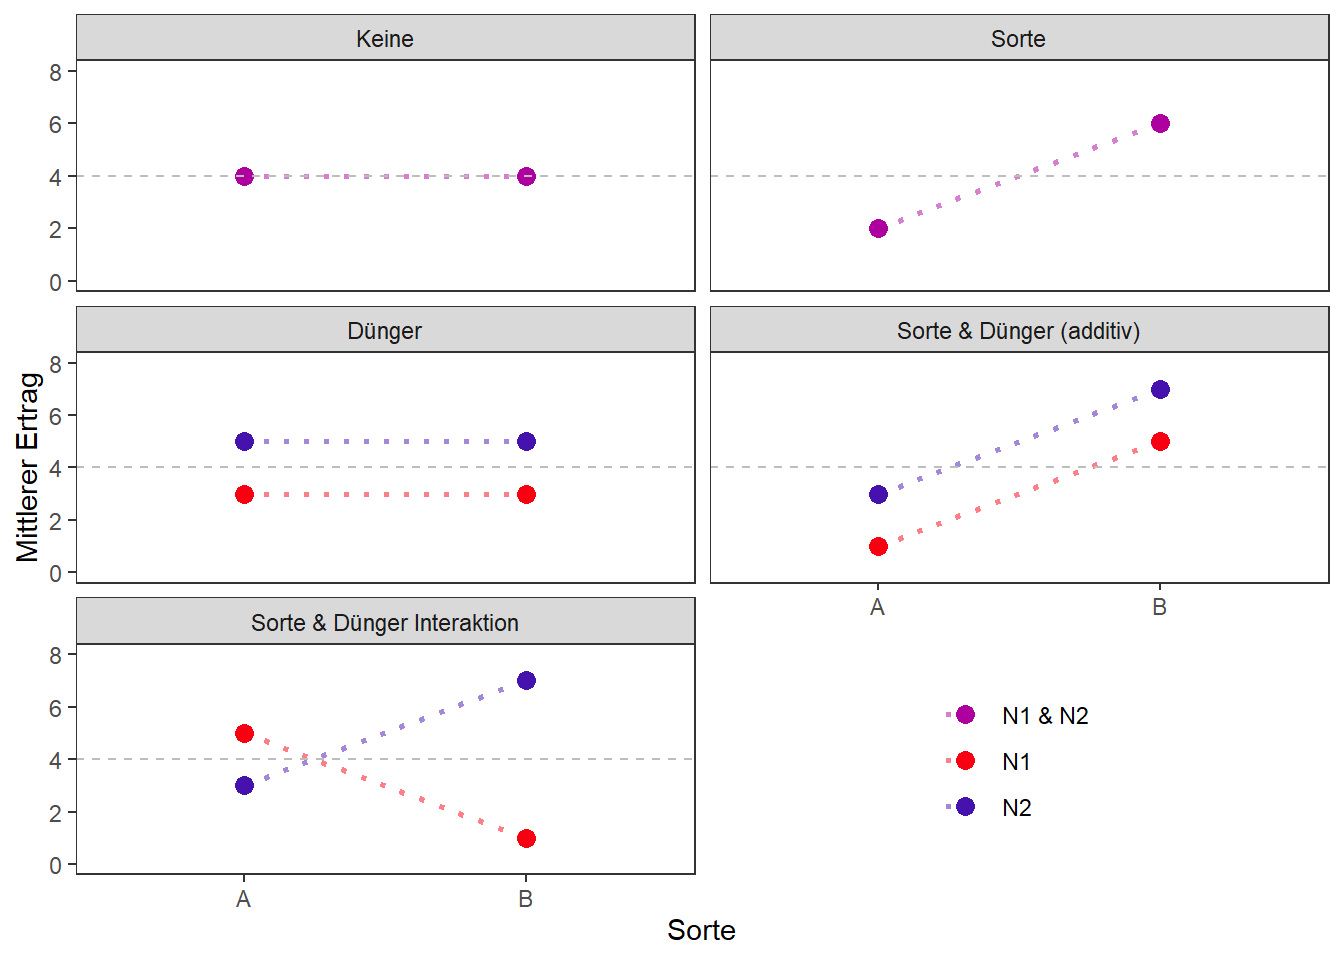 Keine
Sorte
8
6
4
2
0
Dünger
Sorte & Dünger (additiv)
Mittlerer Ertrag
8
6
4
2
0
A
B
Sorte & Dünger Interaktion
8
6
4
2
0
A
B
N1 & N2
N1
N2
Sorte